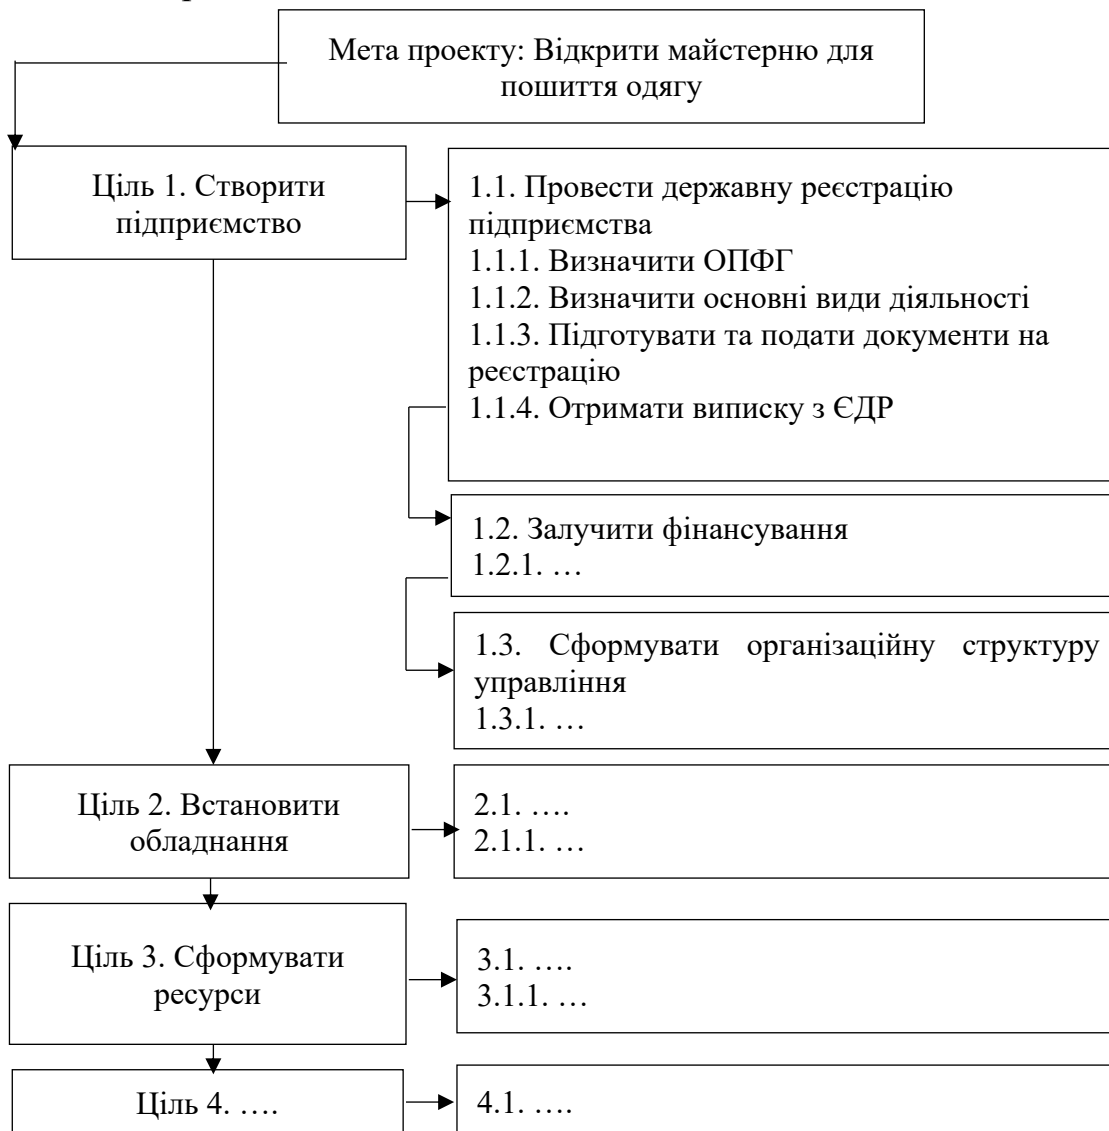 Мета проекту: Відкрити майстерню для
пошиття одягу
Ціль 1. Створити
підприємство
1.1. Провести державну реєстрацію
підприємства
1.1.1. Визначити ОПФГ
1.1.2. Визначити основні види діяльності
1.1.3. Підготувати та подати документи на
реєстрацію
1.1.4. Отримати виписку з ЄДР
1.2. Залучити фінансування
1.2.1. …
1.3. Сформувати організаційну структуру
управління
1.3.1. …
Ціль 2. Встановити
обладнання
2.1. ….
2.1.1. …
Ціль 3. Сформувати
ресурси
3.1. ….
3.1.1. …
Ціль 4. ….
4.1. ….